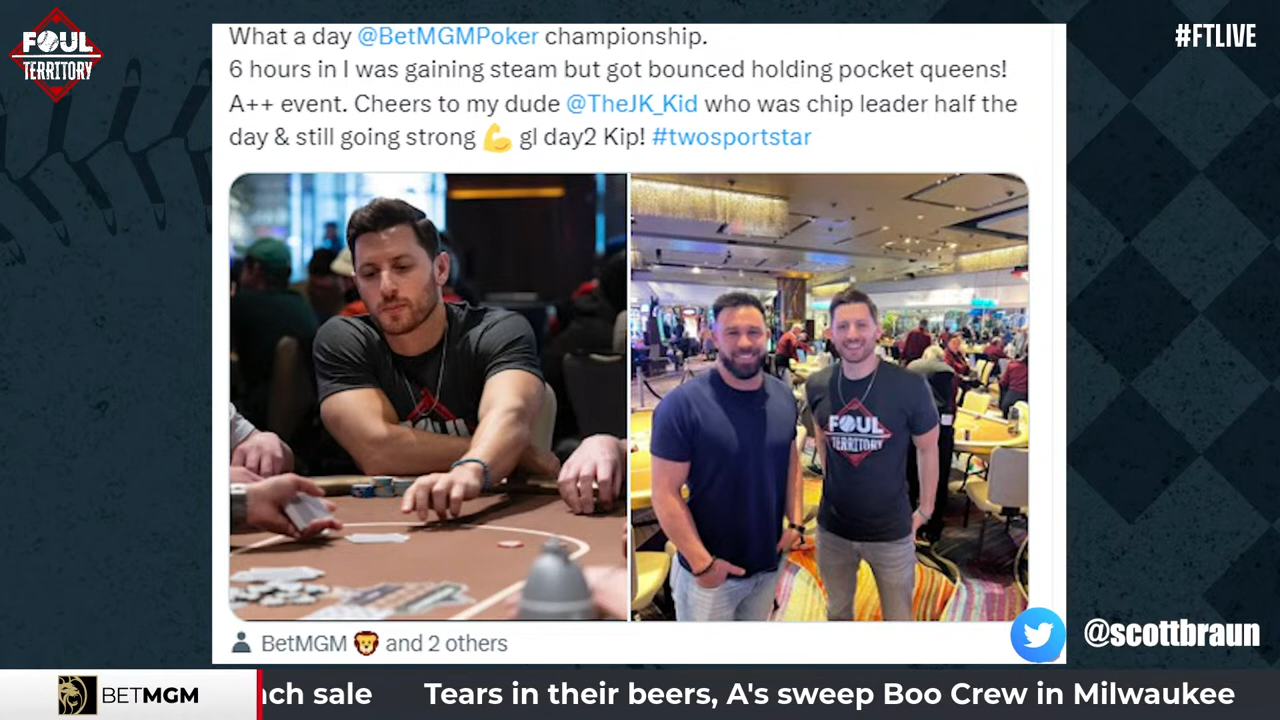 FOUL
TERRITORY
#FTLIVE
What a day @BetMGMPoker championship.
6 hours in I was gaining steam but got bounced holding pocket queens!
A++ event. Cheers to my dude @TheJK_Kid who was chip leader half the
day & still going strong 💪 gl day2 Kip! #twosportstar
FOUL
TERRITORY
BetMGM 🦁 and 2 others
@scottbraun
BETMGM
ch sale Tears in their beers, A's sweep Boo Crew in Milwaukee